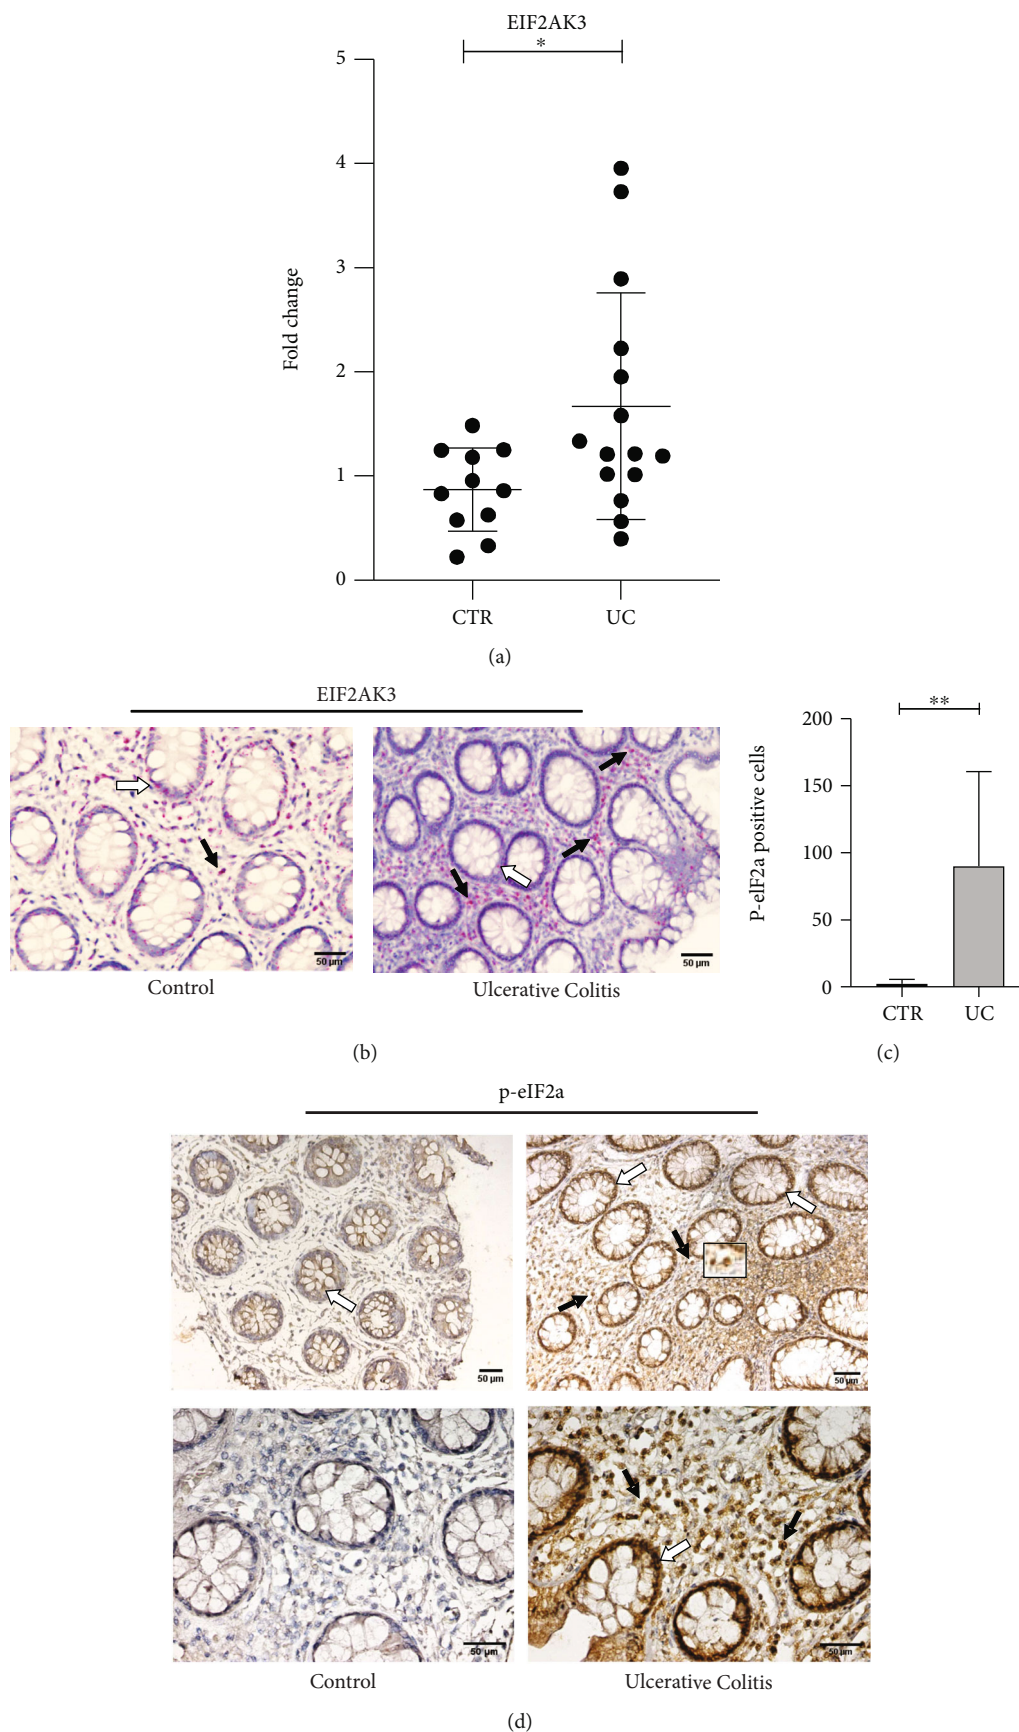 EIF2AK3
*
5
4
3
2
1
0
Fold change
CTR
UC
(a)
EIF2AK3
50 µm
50 µm
Control
Ulcerative Colitis
(b)
**
200
150
100
50
0
P-elF2a positive cells
CTR
UC
(c)
p-eIF2a
50 µm
50 µm
50 µm
50 µm
Control
Ulcerative Colitis
(d)